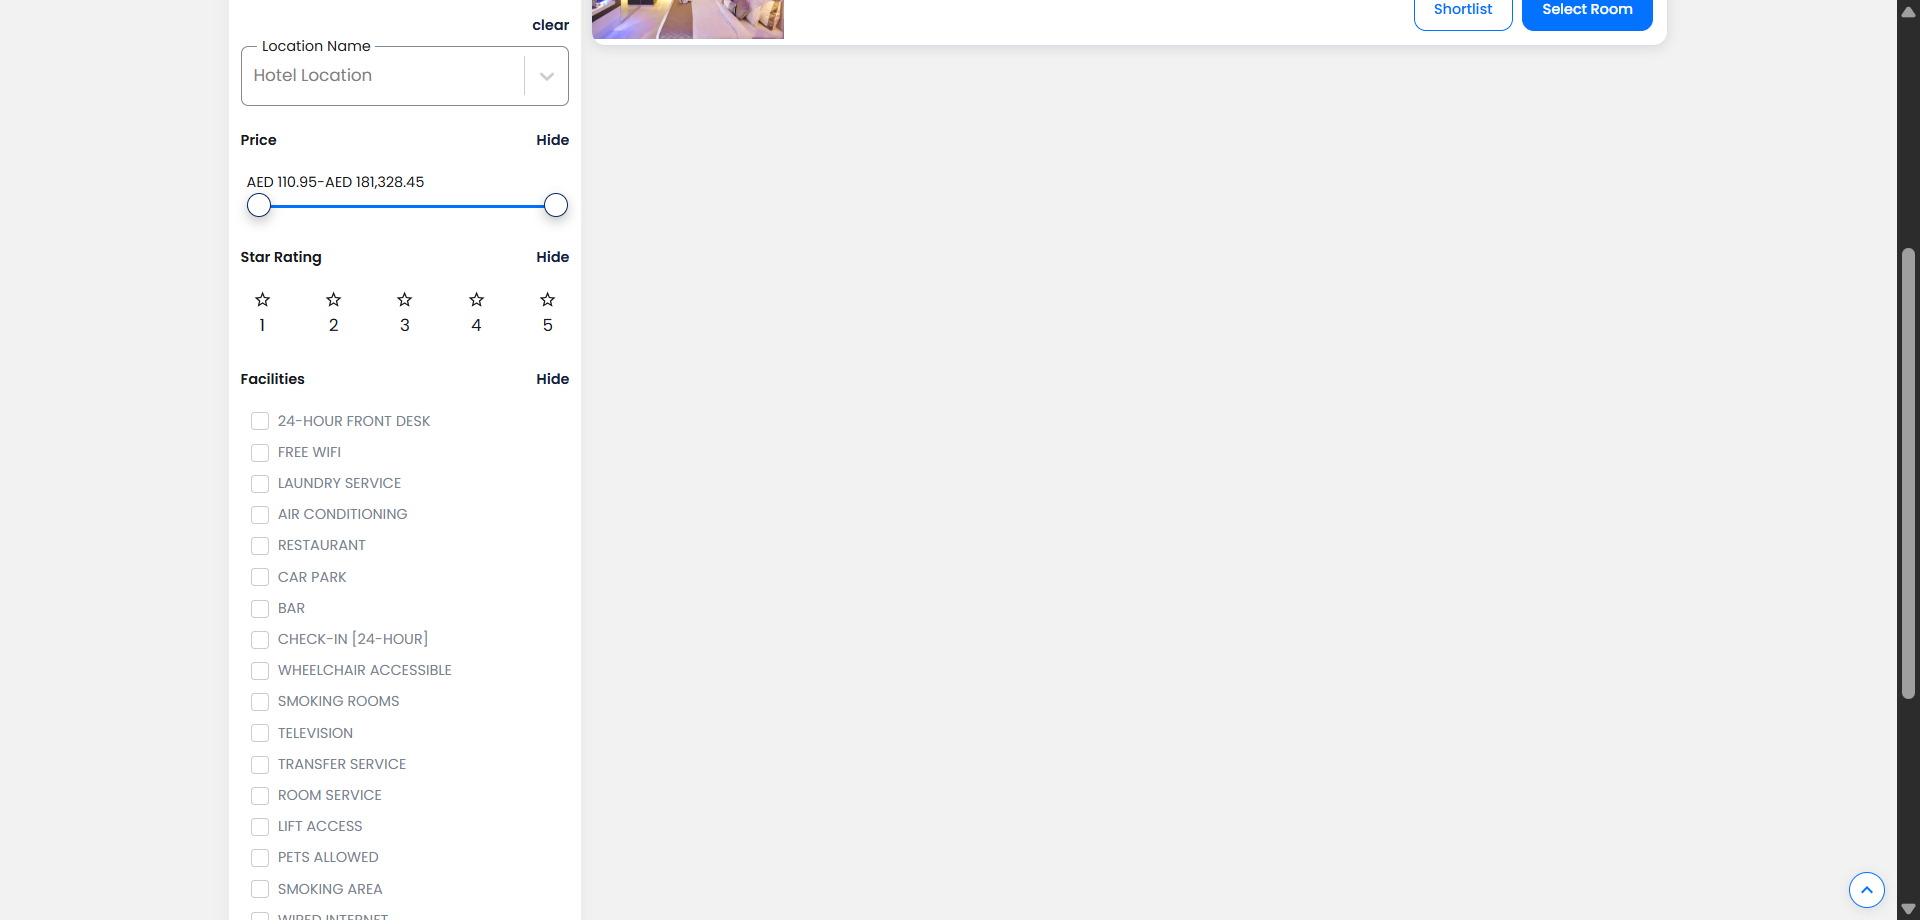 clear
Location Name
Hotel Location
Price Hide
AED 110.95-AED 181,328.45
Star Rating Hide
1 2 3 4 5
Facilities Hide
24-HOUR FRONT DESK
FREE WIFI
LAUNDRY SERVICE
AIR CONDITIONING
RESTAURANT
CAR PARK
BAR
CHECK-IN [24-HOUR]
WHEELCHAIR ACCESSIBLE
SMOKING ROOMS
TELEVISION
TRANSFER SERVICE
ROOM SERVICE
LIFT ACCESS
PETS ALLOWED
SMOKING AREA
WIRED INTERNET
Shortlist Select Room